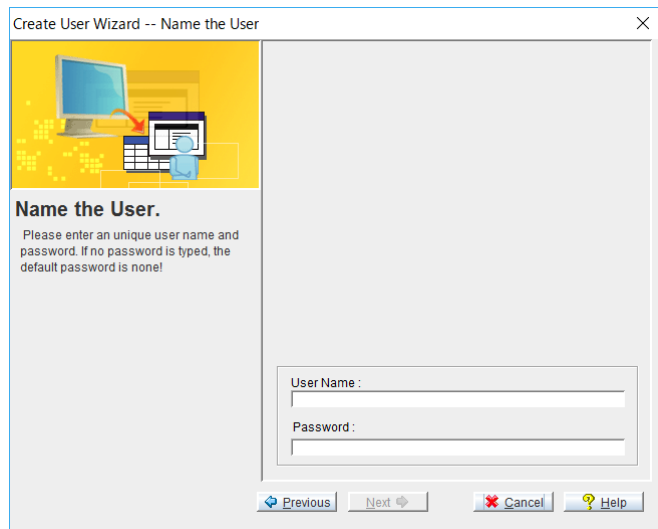 Create User Wizard -- Name the User
Name the User.
Please enter an unique user name and
password. If no password is typed, the
default password is none!
User Name :
Password :
Previous
Next
Cancel
Help